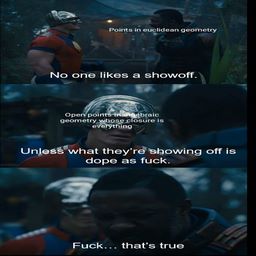 Points in euclidean geometry
No one likes a showoff.
Open points in algebraic
geometry whose closure is
everything
Unless what they're showing off is
dope as fuck.
Fuck... that's true